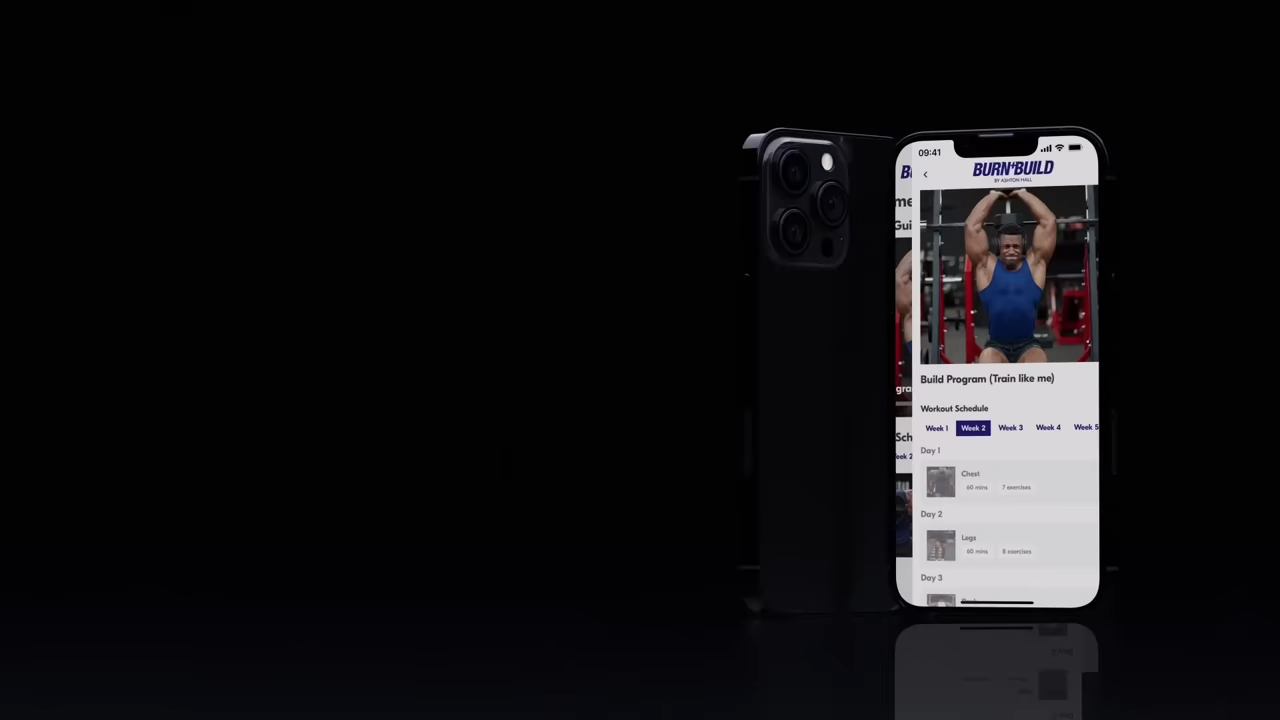 09:41
BURN+BUILD
BY ASHTON HALL
Build Program (Train like me)
Workout Schedule
Week 1 Week 2 Week 3 Week 4 Week 5
Day 1
Chest
60 mins 7 exercises
Day 2
Legs
60 mins 8 exercises
Day 3